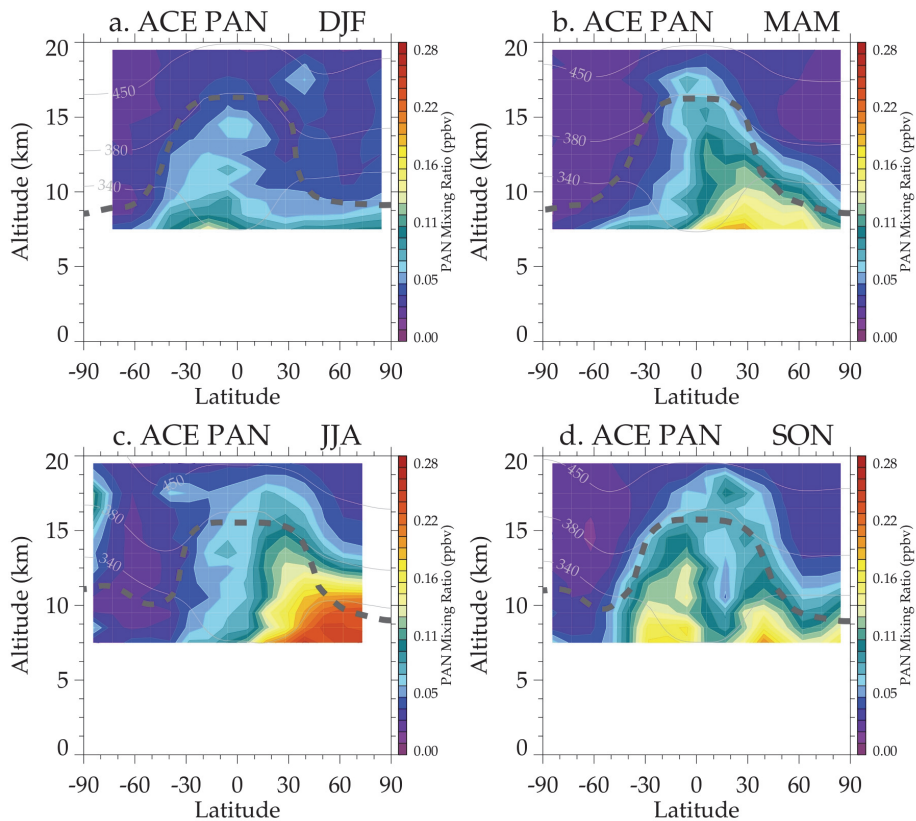 a. ACE PAN DJF
20
15
10
5
0
Altitude (km)
450
380
340
-90 -60 -30 0 30 60 90
Latitude
0.28
0.22
0.16
0.11
0.05
0.00
PAN Mixing Ratio (ppbv)
b. ACE PAN MAM
20
15
10
5
0
Altitude (km)
450
380
340
-90 -60 -30 0 30 60 90
Latitude
0.28
0.22
0.16
0.11
0.05
0.00
PAN Mixing Ratio (ppbv)
c. ACE PAN JJA
20
15
10
5
0
Altitude (km)
450
380
340
-90 -60 -30 0 30 60 90
Latitude
0.28
0.22
0.16
0.11
0.05
0.00
PAN Mixing Ratio (ppbv)
d. ACE PAN SON
20
15
10
5
0
Altitude (km)
450
380
340
-90 -60 -30 0 30 60 90
Latitude
0.28
0.22
0.16
0.11
0.05
0.00
PAN Mixing Ratio (ppbv)